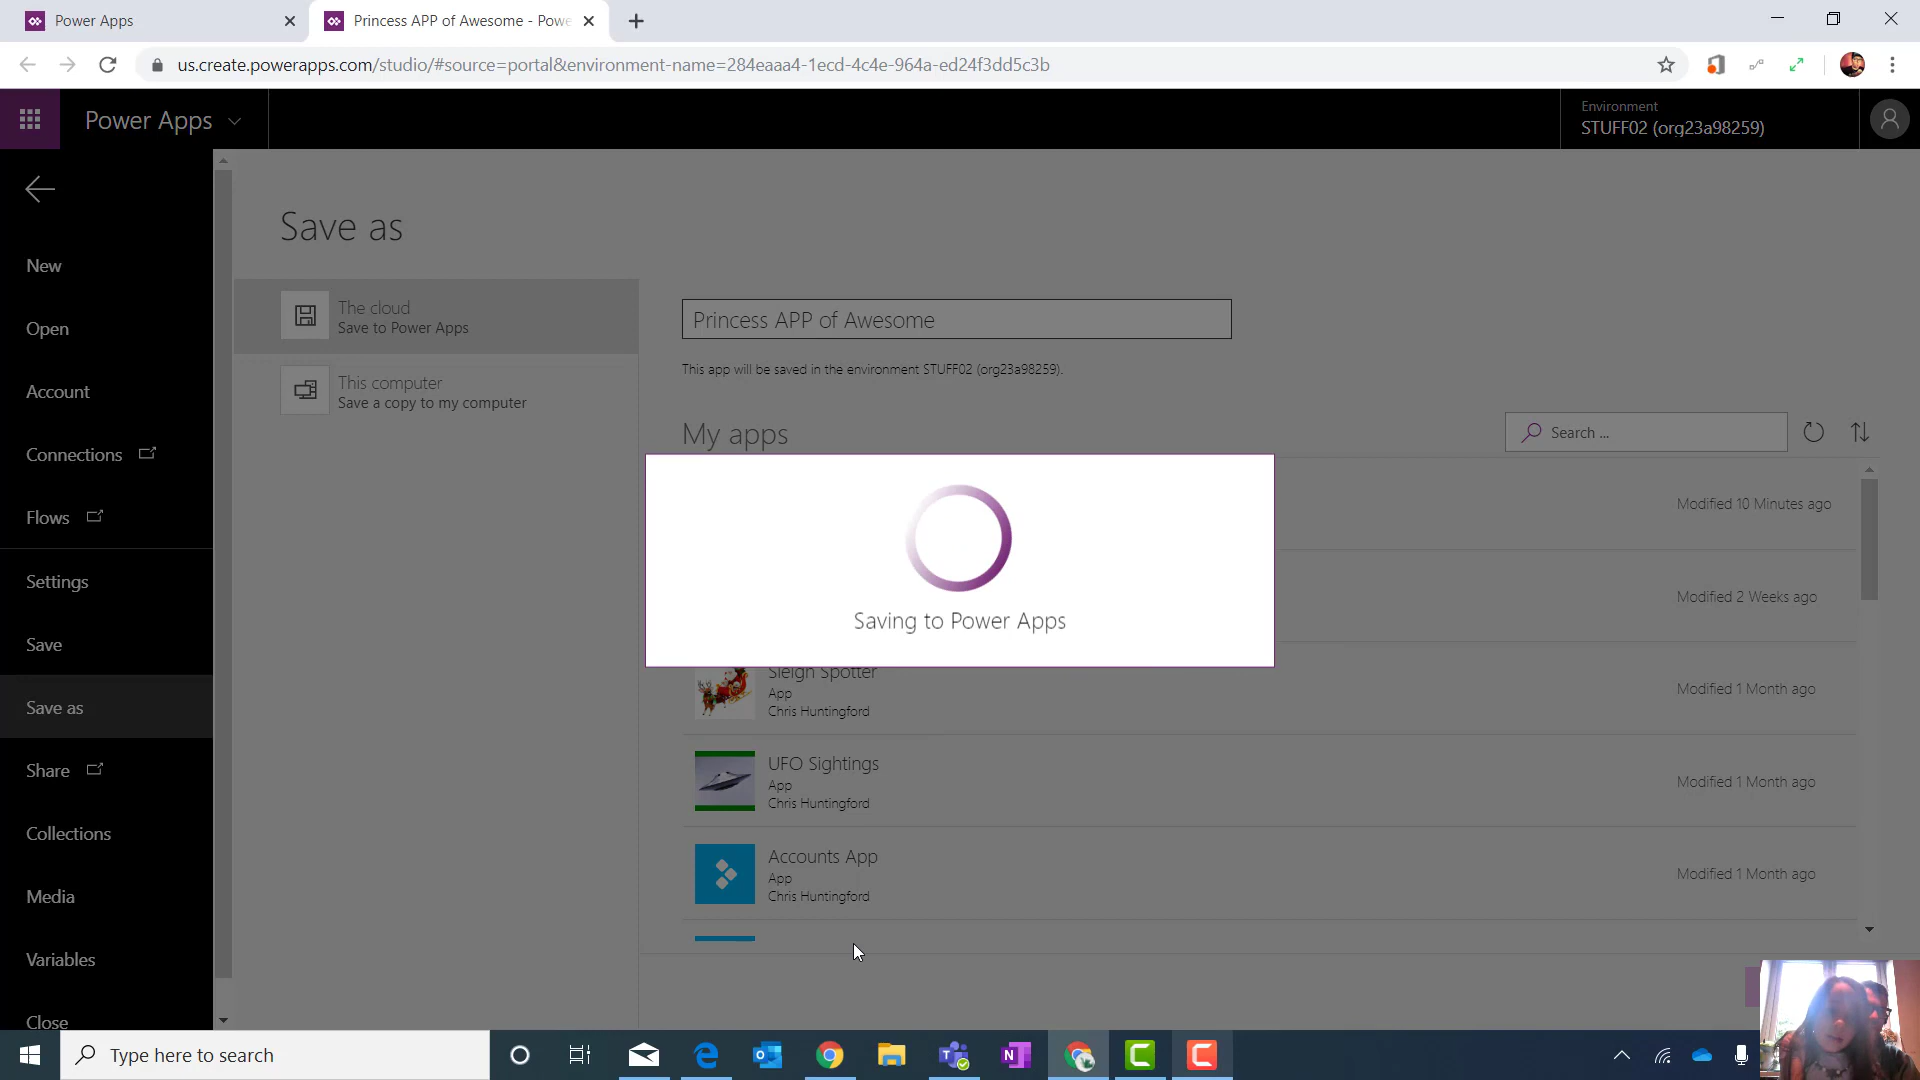 Power Apps
Princess APP of Awesome - Powe
us.create.powerapps.com/studio/#source=portal&environment-name=284eaaa4-1ecd-4c4e-964a-ed24f3dd5c3b
Power Apps
Environment
STUFF02 (org23a98259)
Save as
New
Open
Account
Connections
Flows
Settings
Save
Save as
Share
Collections
Media
Variables
Close
The cloud
Save to Power Apps
This computer
Save a copy to my computer
Princess APP of Awesome
This app will be saved in the environment STUFF02 (org23a98259).
My apps
Search ...
Modified 10 Minutes ago
Modified 2 Weeks ago
Saving to Power Apps
Sleigh Spotter
App
Chris Huntingford
Modified 1 Month ago
UFO Sightings
App
Chris Huntingford
Modified 1 Month ago
Accounts App
App
Chris Huntingford
Modified 1 Month ago
Type here to search